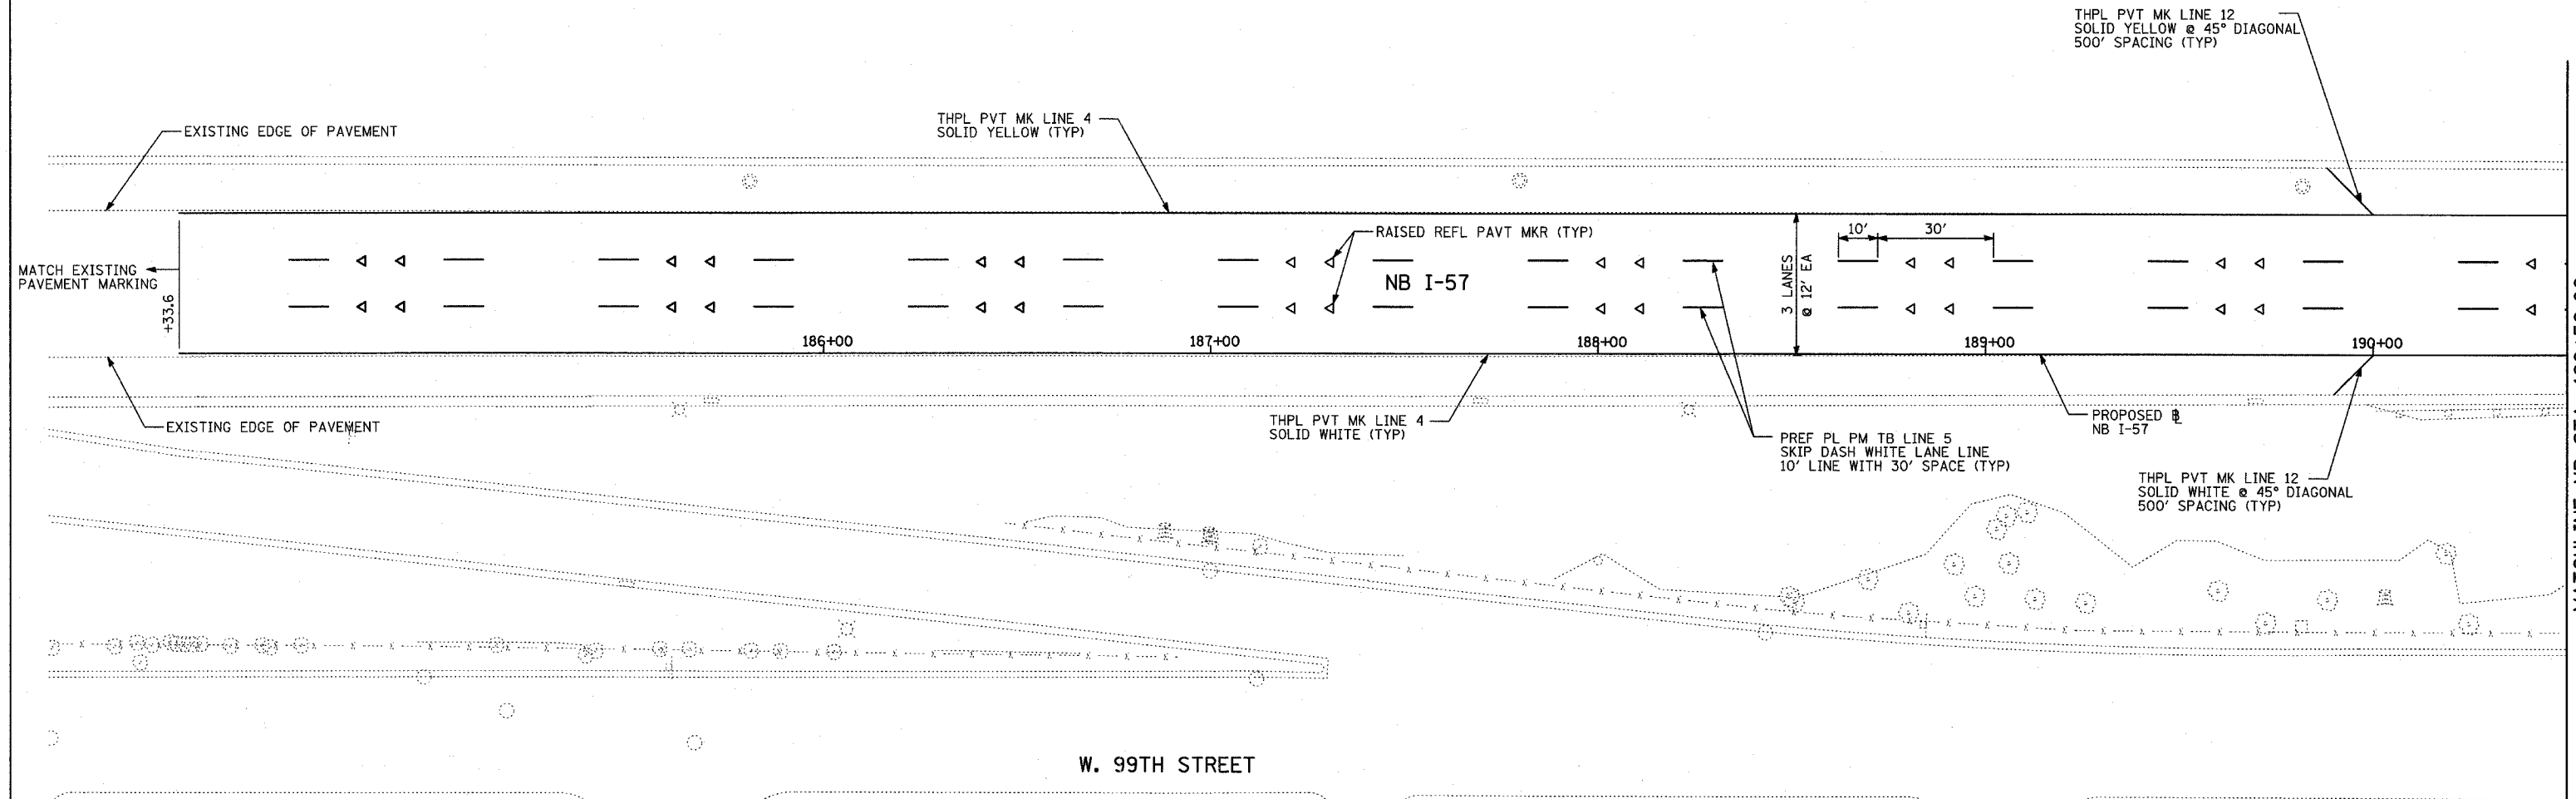 THPL PVT MK LINE 12
SOLID YELLOW @ 45° DIAGONAL
500' SPACING (TYP)
THPL PVT MK LINE 4
SOLID YELLOW (TYP)
EXISTING EDGE OF PAVEMENT
RAISED REFL PAVT MKR (TYP)
10'
30'
MATCH EXISTING
PAVEMENT MARKING
NB I-57
3 LANES
@ 12' EA
+33.6
186+00
187+00
188+00
189+00
190+00
EXISTING EDGE OF PAVEMENT
THPL PVT MK LINE 4
SOLID WHITE (TYP)
PROPOSED ℄
NB I-57
PREF PL PM TB LINE 5
SKIP DASH WHITE LANE LINE
10' LINE WITH 30' SPACE (TYP)
THPL PVT MK LINE 12
SOLID WHITE @ 45° DIAGONAL
500' SPACING (TYP)
W. 99TH STREET